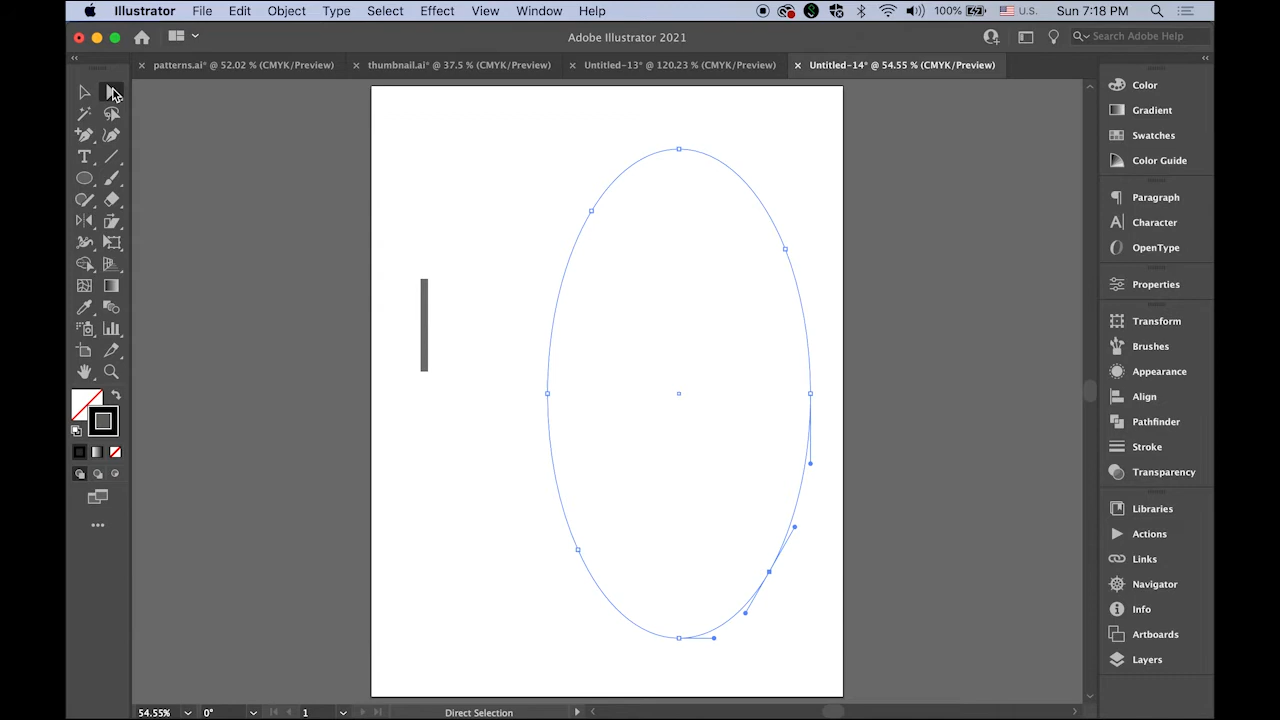 Illustrator File Edit Object Type Select Effect View Window Help 100% U.S. Sun 7:18 PM
Adobe Illustrator 2021 Search Adobe Help
patterns.ai* @ 52.02 % (CMYK/Preview) thumbnail.ai* @ 37.5 % (CMYK/Preview) Untitled-13* @ 120.23 % (CMYK/Preview) Untitled-14* @ 54.55 % (CMYK/Preview)
Color
Gradient
Swatches
Color Guide
Paragraph
Character
OpenType
Properties
Transform
Brushes
Appearance
Align
Pathfinder
Stroke
Transparency
Libraries
Actions
Links
Navigator
Info
Artboards
Layers
54.55% 0° 1 Direct Selection